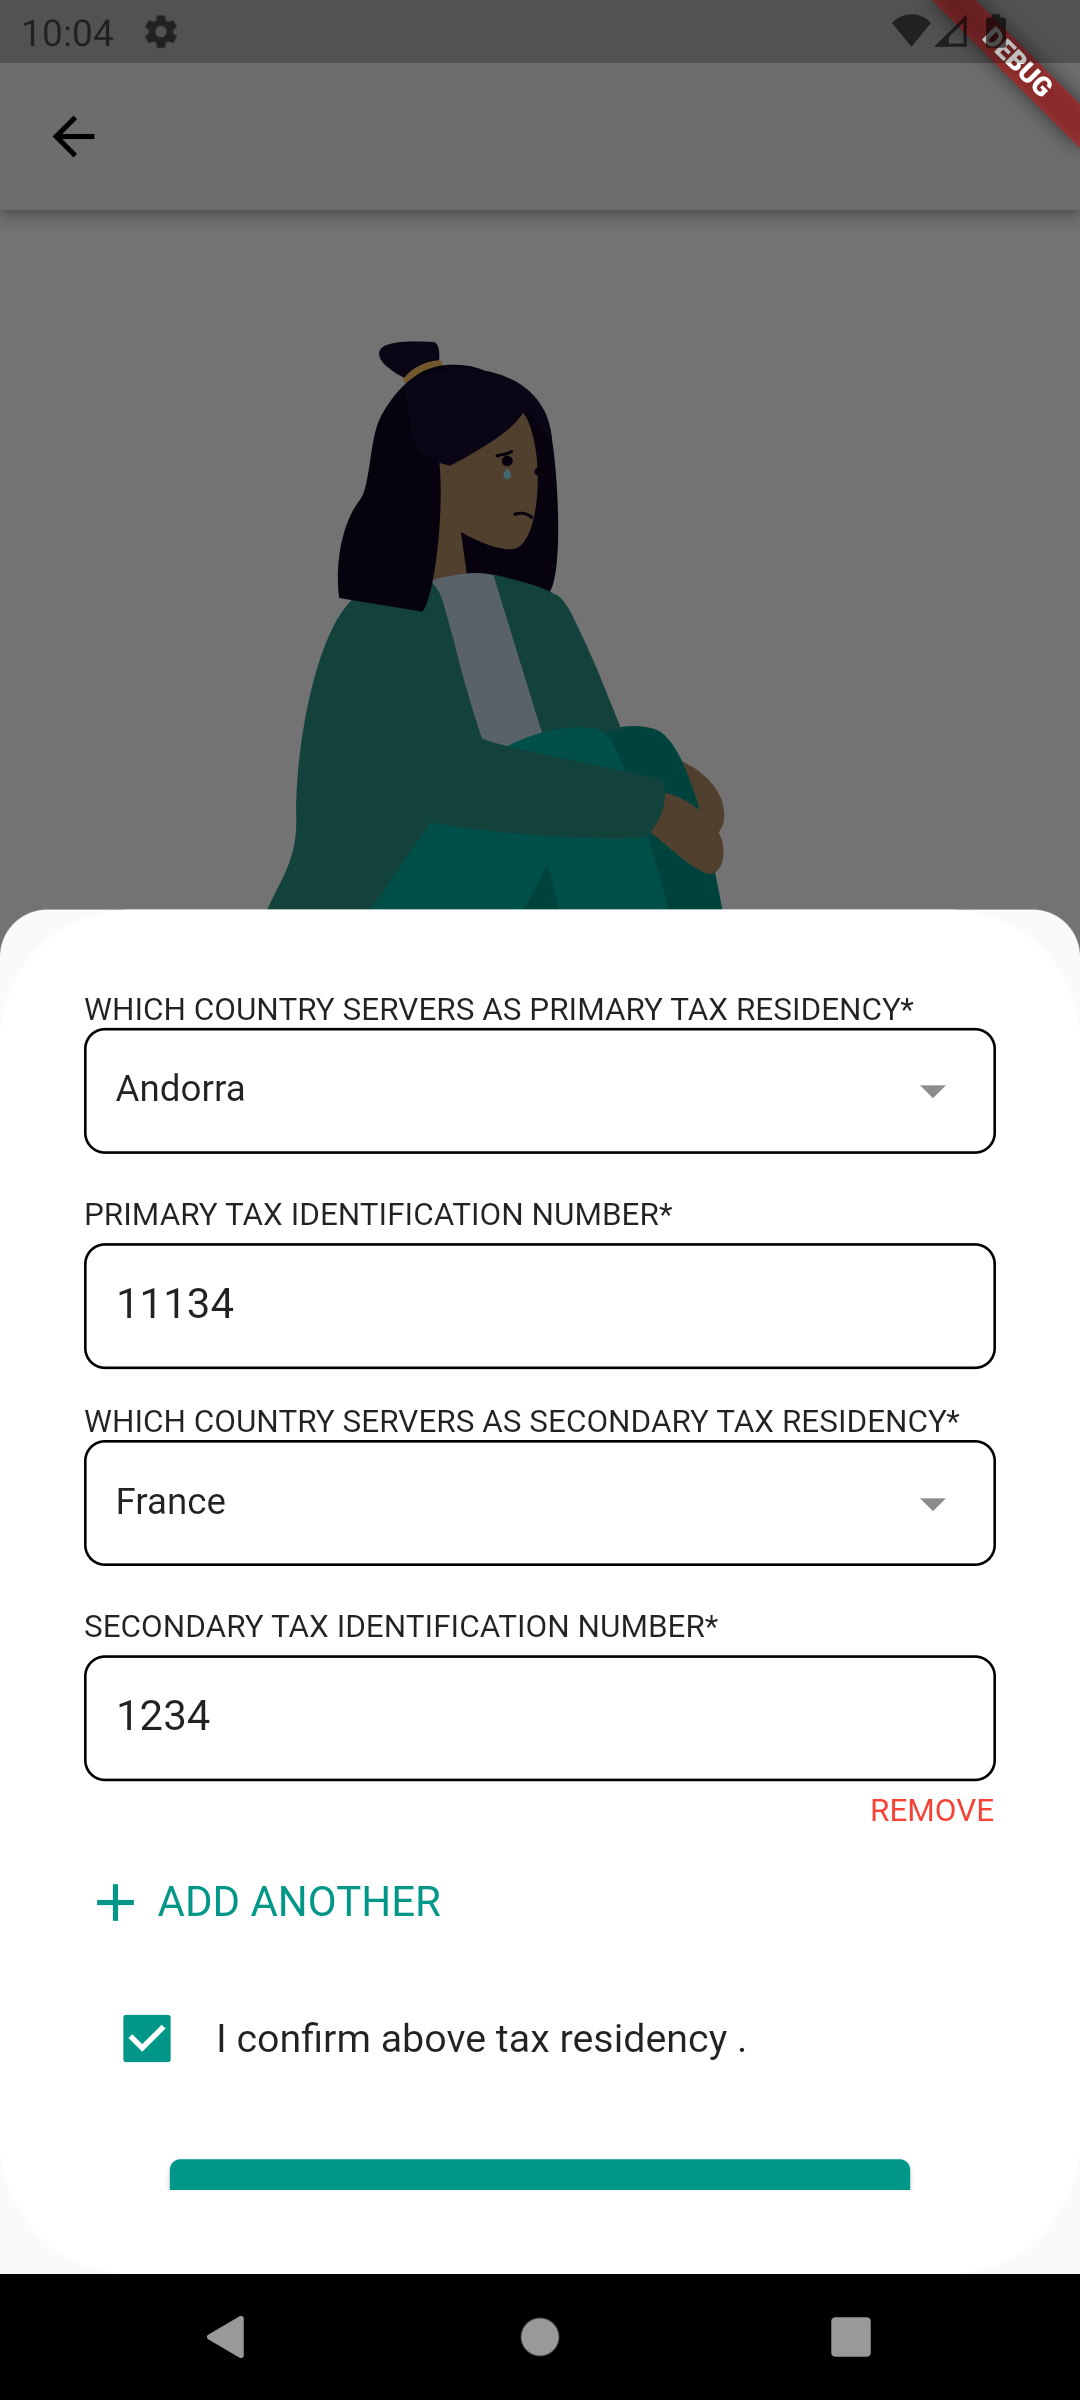 10:04
DEBUG
WHICH COUNTRY SERVERS AS PRIMARY TAX RESIDENCY*
Andorra
PRIMARY TAX IDENTIFICATION NUMBER*
11134
WHICH COUNTRY SERVERS AS SECONDARY TAX RESIDENCY*
France
SECONDARY TAX IDENTIFICATION NUMBER*
1234
REMOVE
ADD ANOTHER
I confirm above tax residency .